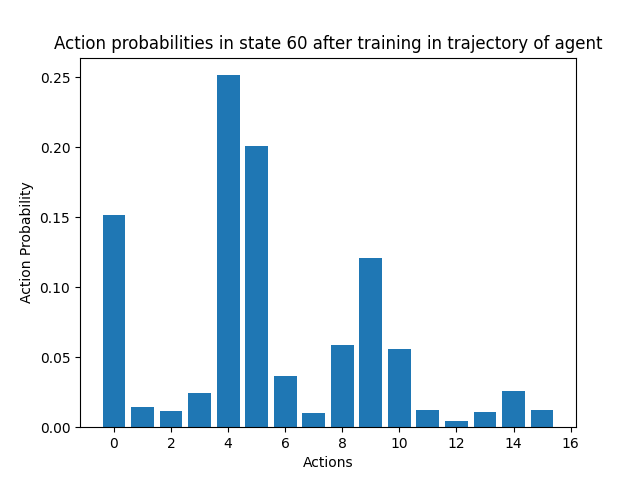 Action probabilities in state 60 after training in trajectory of agent
Action Probability
0.25
0.20
0.15
0.10
0.05
0.00
0 2 4 6 8 10 12 14 16
Actions